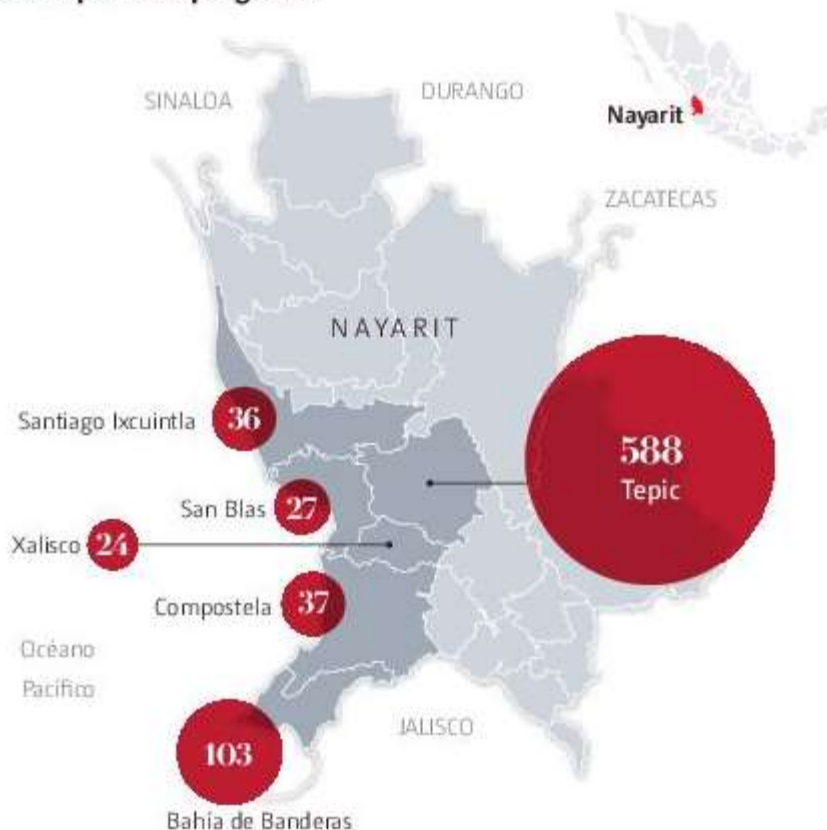 SINALOA
DURANGO
Nayarit
ZACATECAS
NAYARIT
Santiago Ixcuintla
36
588
Tepic
San Blas
27
Xalisco
24
Compostela
37
Océano
Pacífico
JALISCO
103
Bahía de Banderas